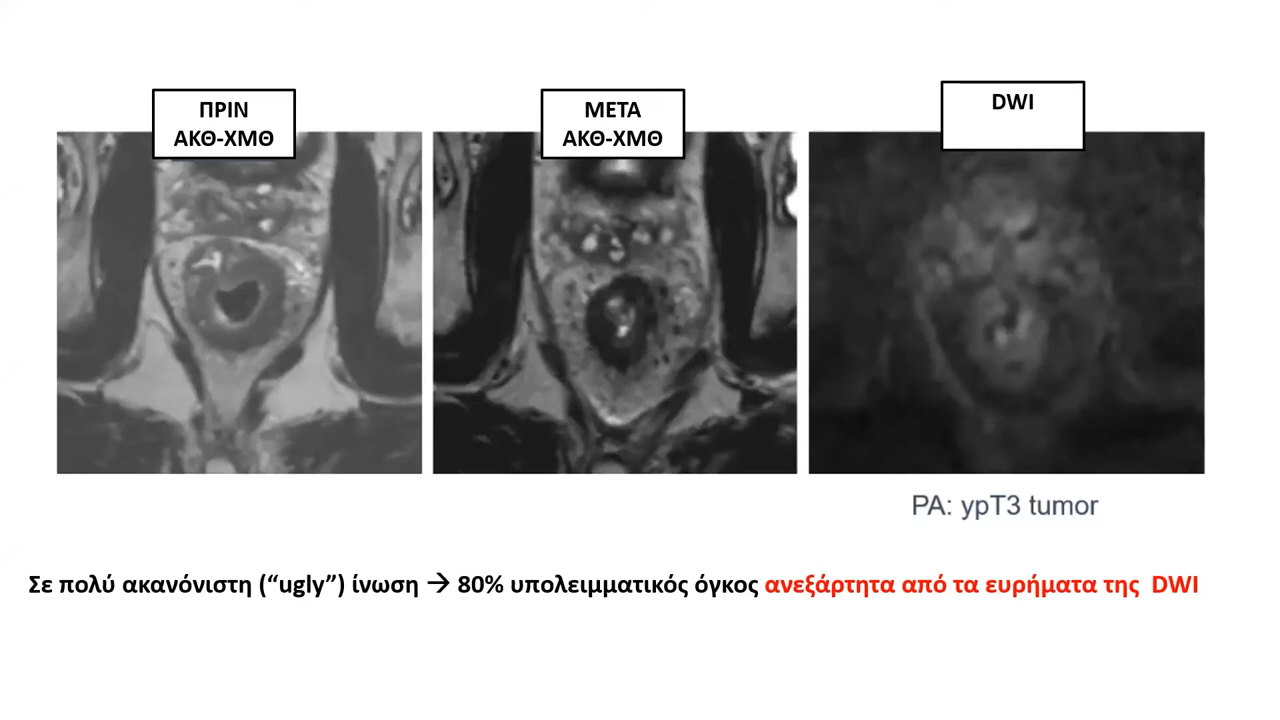 ΠΡΙΝ
ΑΚΘ-ΧΜΘ
ΜΕΤΑ
ΑΚΘ-ΧΜΘ
DWI
PA: ypT3 tumor
Σε πολύ ακανόνιστη (“ugly”) ίνωση → 80% υπολειμματικός όγκος ανεξάρτητα από τα ευρήματα της DWI